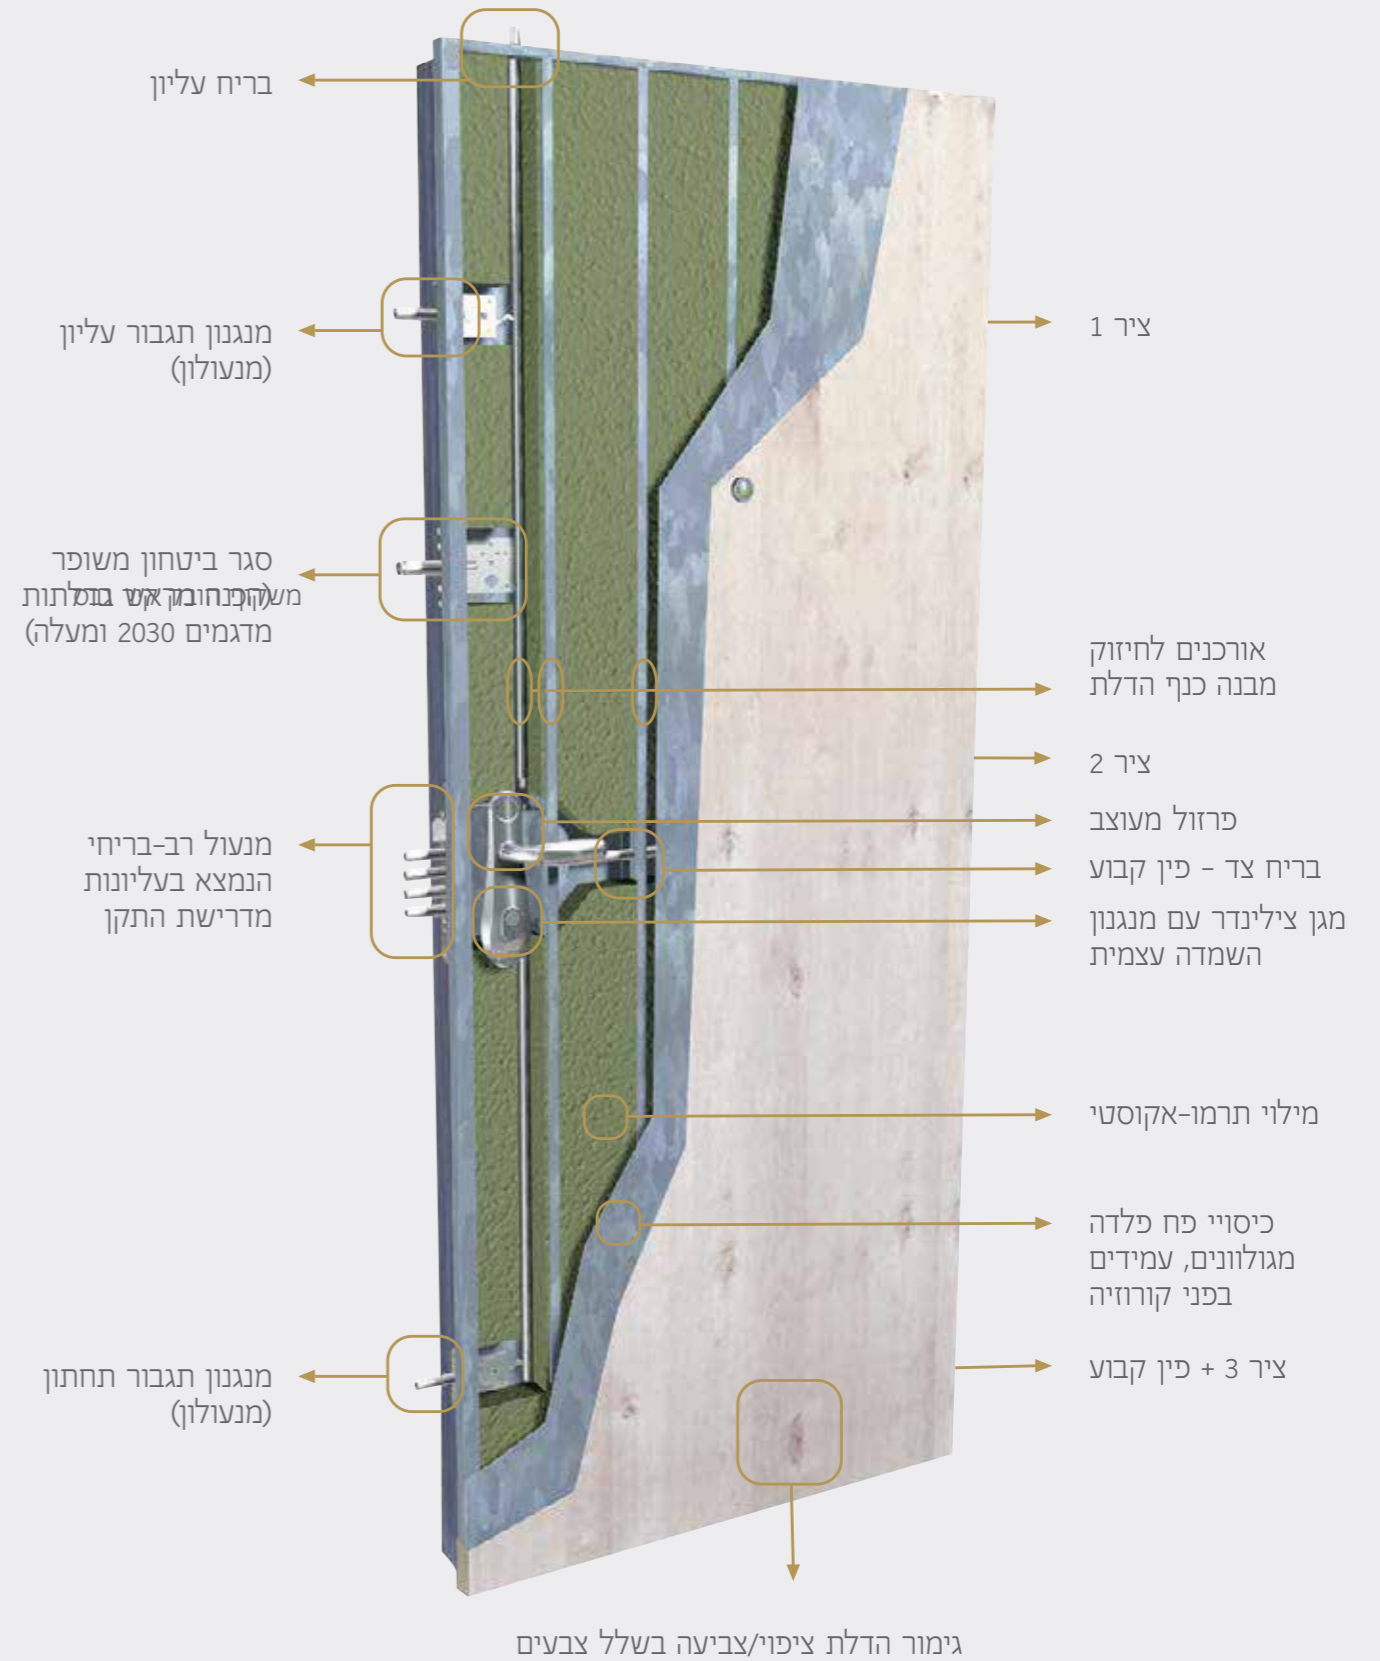 בריח עליון
מנגנון תגבור עליון
(מנעולון)
סגר ביטחון משופר
מדגמים 2030 ומעלה)
מנעול רב-בריחי
הנמצא בעליונות
מדרישת התקן
מנגנון תגבור תחתון
(מנעולון)
ציר 1
אורכנים לחיזוק
מבנה כנף הדלת
ציר 2
פרזול מעוצב
בריח צד - פין קבוע
מגן צילינדר עם מנגנון
השמדה עצמית
מילוי תרמו-אקוסטי
כיסויי פח פלדה
מגולוונים, עמידים
בפני קורוזיה
ציר 3 + פין קבוע
גימור הדלת ציפוי/צביעה בשלל צבעים